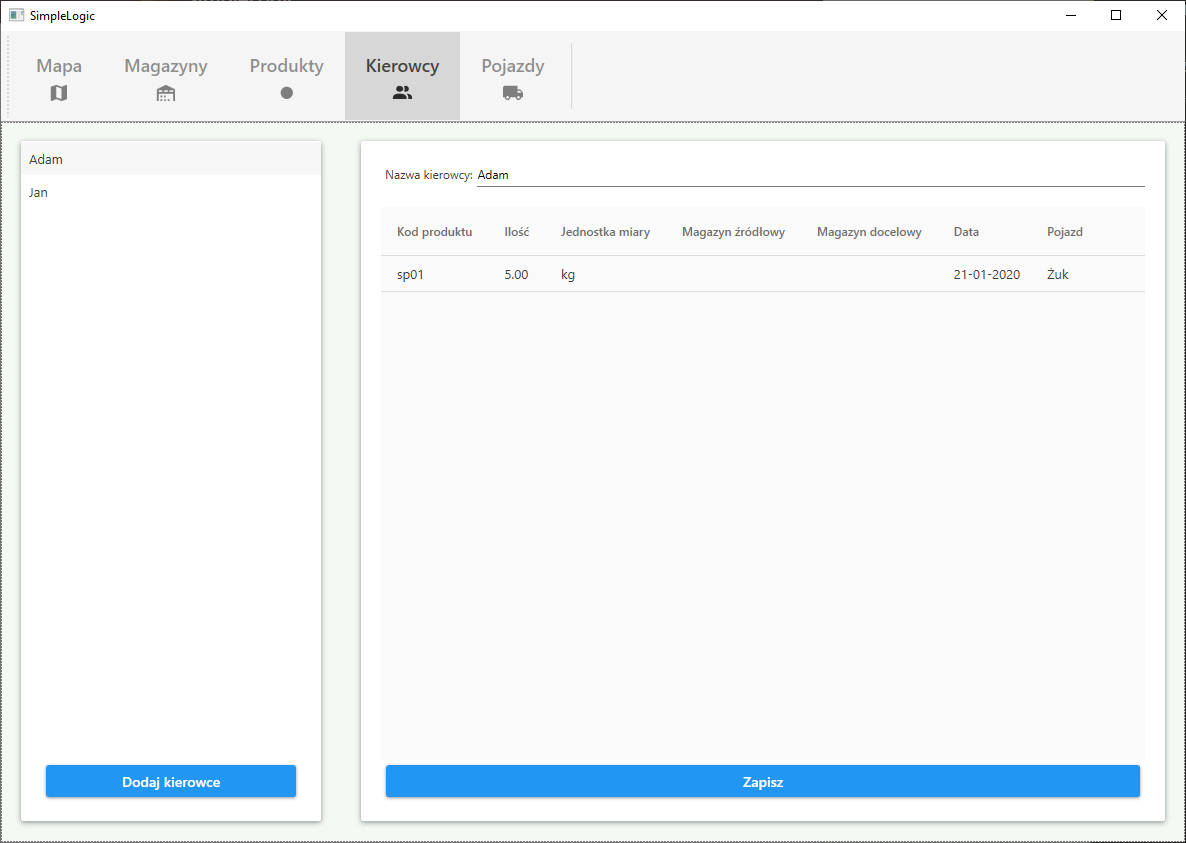 SimpleLogic
Mapa Magazyny Produkty Kierowcy Pojazdy
Adam
Jan
Dodaj kierowce
Nazwa kierowcy: Adam
Kod produktu Ilość Jednostka miary Magazyn źródłowy Magazyn docelowy Data Pojazd
sp01 5.00 kg 21-01-2020 Żuk
Zapisz